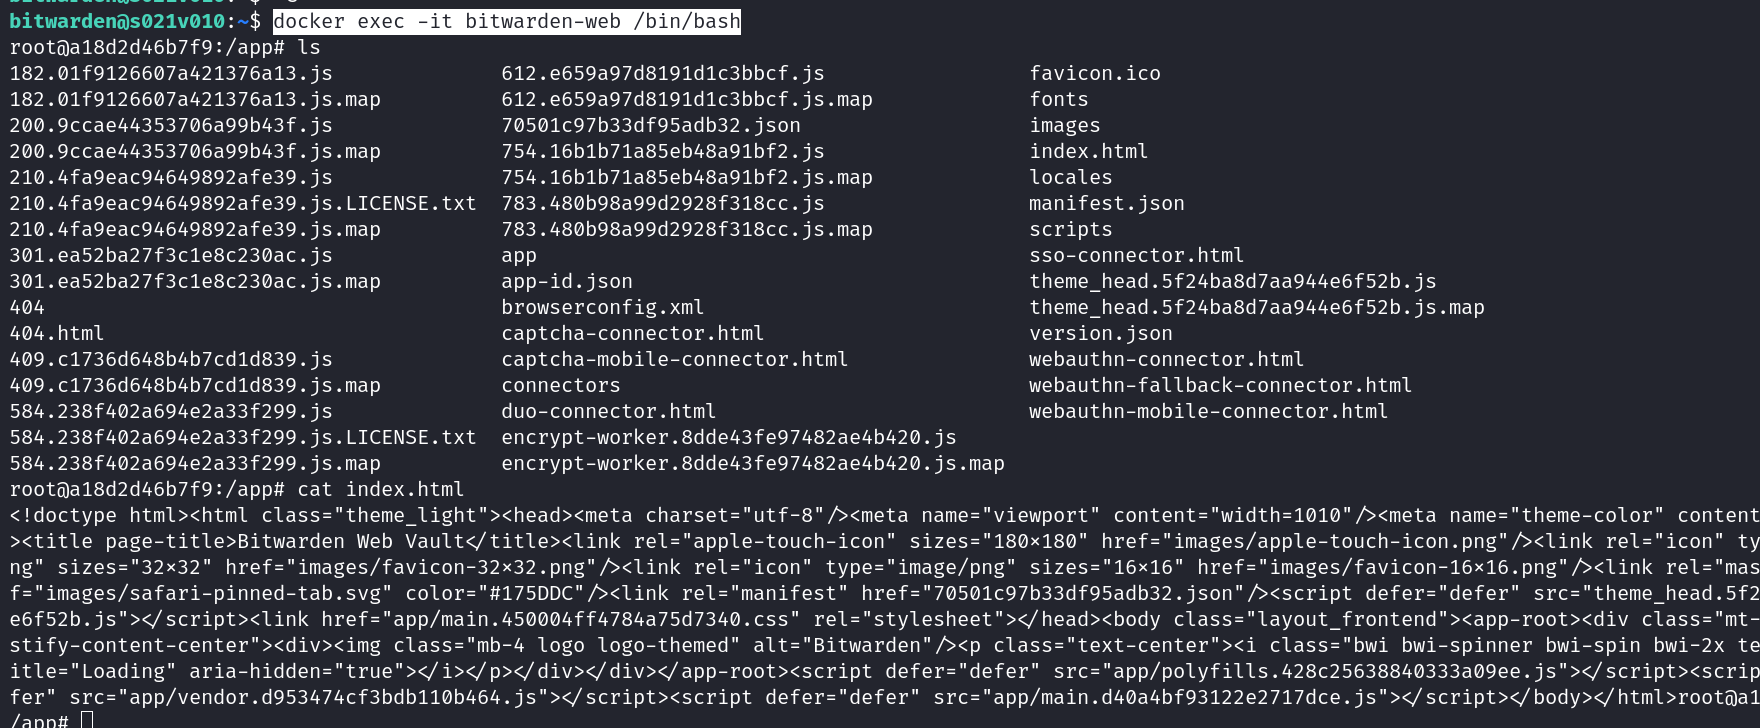 bitwarden@s021v010:~$
bitwarden@s021v010:~$ docker exec -it bitwarden-web /bin/bash
root@a18d2d46b7f9:/app# ls
182.01f9126607a421376a13.js 612.e659a97d8191d1c3bbcf.js favicon.ico
182.01f9126607a421376a13.js.map 612.e659a97d8191d1c3bbcf.js.map fonts
200.9ccae44353706a99b43f.js 70501c97b33df95adb32.json images
200.9ccae44353706a99b43f.js.map 754.16b1b71a85eb48a91bf2.js index.html
210.4fa9eac94649892afe39.js 754.16b1b71a85eb48a91bf2.js.map locales
210.4fa9eac94649892afe39.js.LICENSE.txt 783.480b98a99d2928f318cc.js manifest.json
210.4fa9eac94649892afe39.js.map 783.480b98a99d2928f318cc.js.map scripts
301.ea52ba27f3c1e8c230ac.js app sso-connector.html
301.ea52ba27f3c1e8c230ac.js.map app-id.json theme_head.5f24ba8d7aa944e6f52b.js
404 browserconfig.xml theme_head.5f24ba8d7aa944e6f52b.js.map
404.html captcha-connector.html version.json
409.c1736d648b4b7cd1d839.js captcha-mobile-connector.html webauthn-connector.html
409.c1736d648b4b7cd1d839.js.map connectors webauthn-fallback-connector.html
584.238f402a694e2a33f299.js duo-connector.html webauthn-mobile-connector.html
584.238f402a694e2a33f299.js.LICENSE.txt encrypt-worker.8dde43fe97482ae4b420.js
584.238f402a694e2a33f299.js.map encrypt-worker.8dde43fe97482ae4b420.js.map
root@a18d2d46b7f9:/app# cat index.html
<!doctype html><html class="theme_light"><head><meta charset="utf-8"/><meta name="viewport" content="width=1010"/><meta name="theme-color" content
><title page-title>Bitwarden Web Vault</title><link rel="apple-touch-icon" sizes="180×180" href="images/apple-touch-icon.png"/><link rel="icon" ty
ng" sizes="32×32" href="images/favicon-32×32.png"/><link rel="icon" type="image/png" sizes="16×16" href="images/favicon-16×16.png"/><link rel="mas
f="images/safari-pinned-tab.svg" color="#175DDC"/><link rel="manifest" href="70501c97b33df95adb32.json"/><script defer="defer" src="theme_head.5f2
e6f52b.js"></script><link href="app/main.450004ff4784a75d7340.css" rel="stylesheet"></head><body class="layout_frontend"><app-root><div class="mt-
stify-content-center"><div><img class="mb-4 logo logo-themed" alt="Bitwarden"/><p class="text-center"><i class="bwi bwi-spinner bwi-spin bwi-2x te
itle="Loading" aria-hidden="true"></i></p></div></div></app-root><script defer="defer" src="app/polyfills.428c25638840333a09ee.js"></script><scrip
fer" src="app/vendor.d953474cf3bdb110b464.js"></script><script defer="defer" src="app/main.d40a4bf93122e2717dce.js"></script></body></html>root@a1
/app#